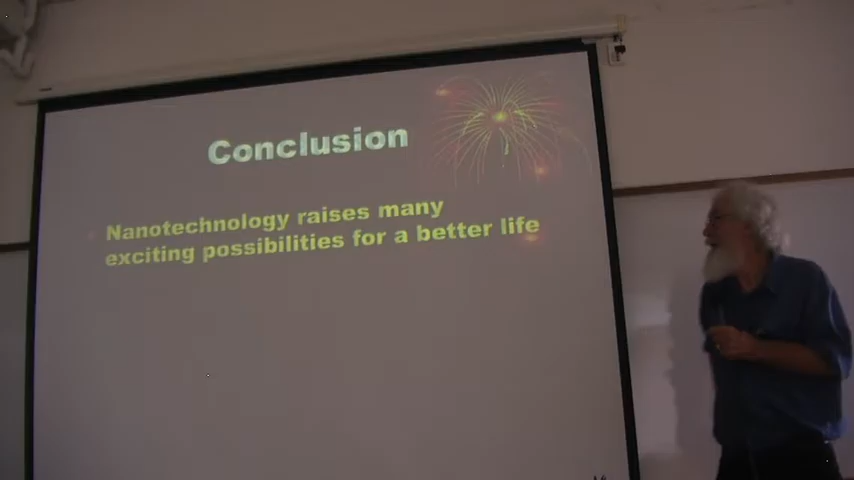 Conclusion
Nanotechnology raises many
exciting possibilities for a better life